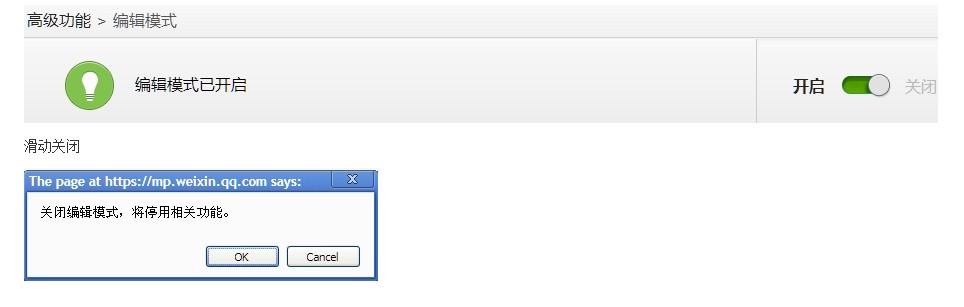 高级功能 > 编辑模式
编辑模式已开启
开启 关闭
滑动关闭
The page at https://mp.weixin.qq.com says:
关闭编辑模式，将停用相关功能。
OK Cancel